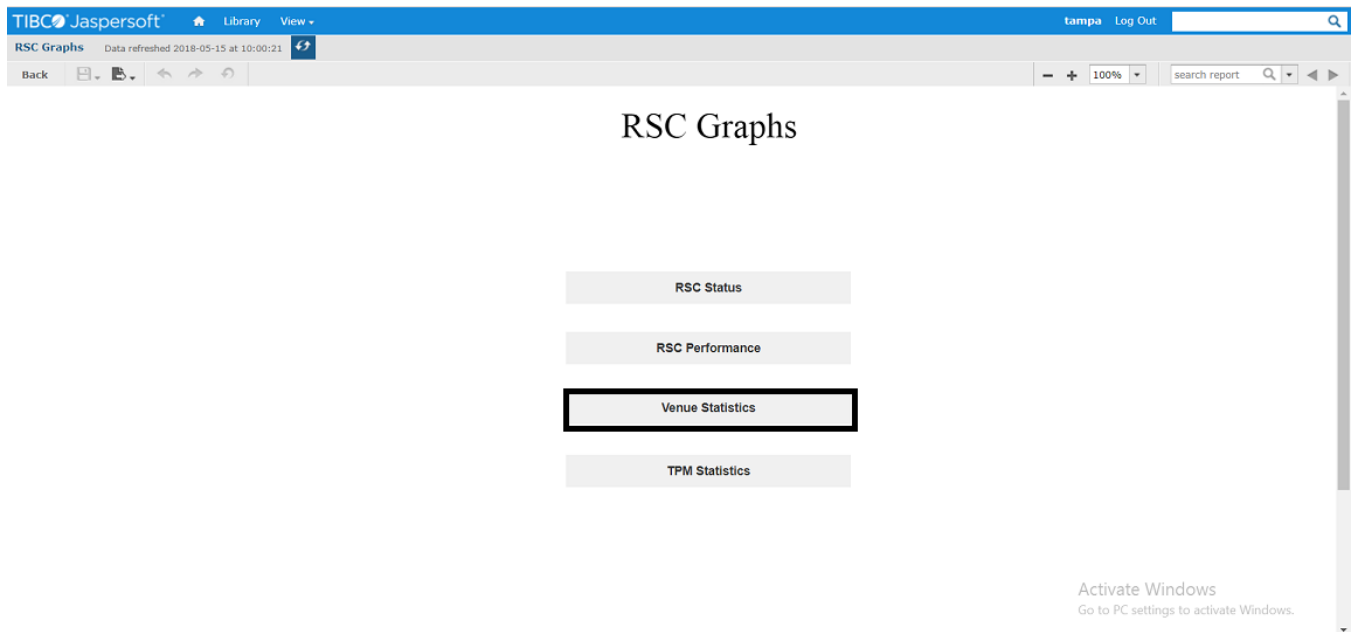 TIBCO Jaspersoft Library View tampa Log Out
RSC Graphs Data refreshed 2018-05-15 at 10:00:21
Back 100% search report
RSC Graphs
RSC Status
RSC Performance
Venue Statistics
TPM Statistics
Activate Windows
Go to PC settings to activate Windows.